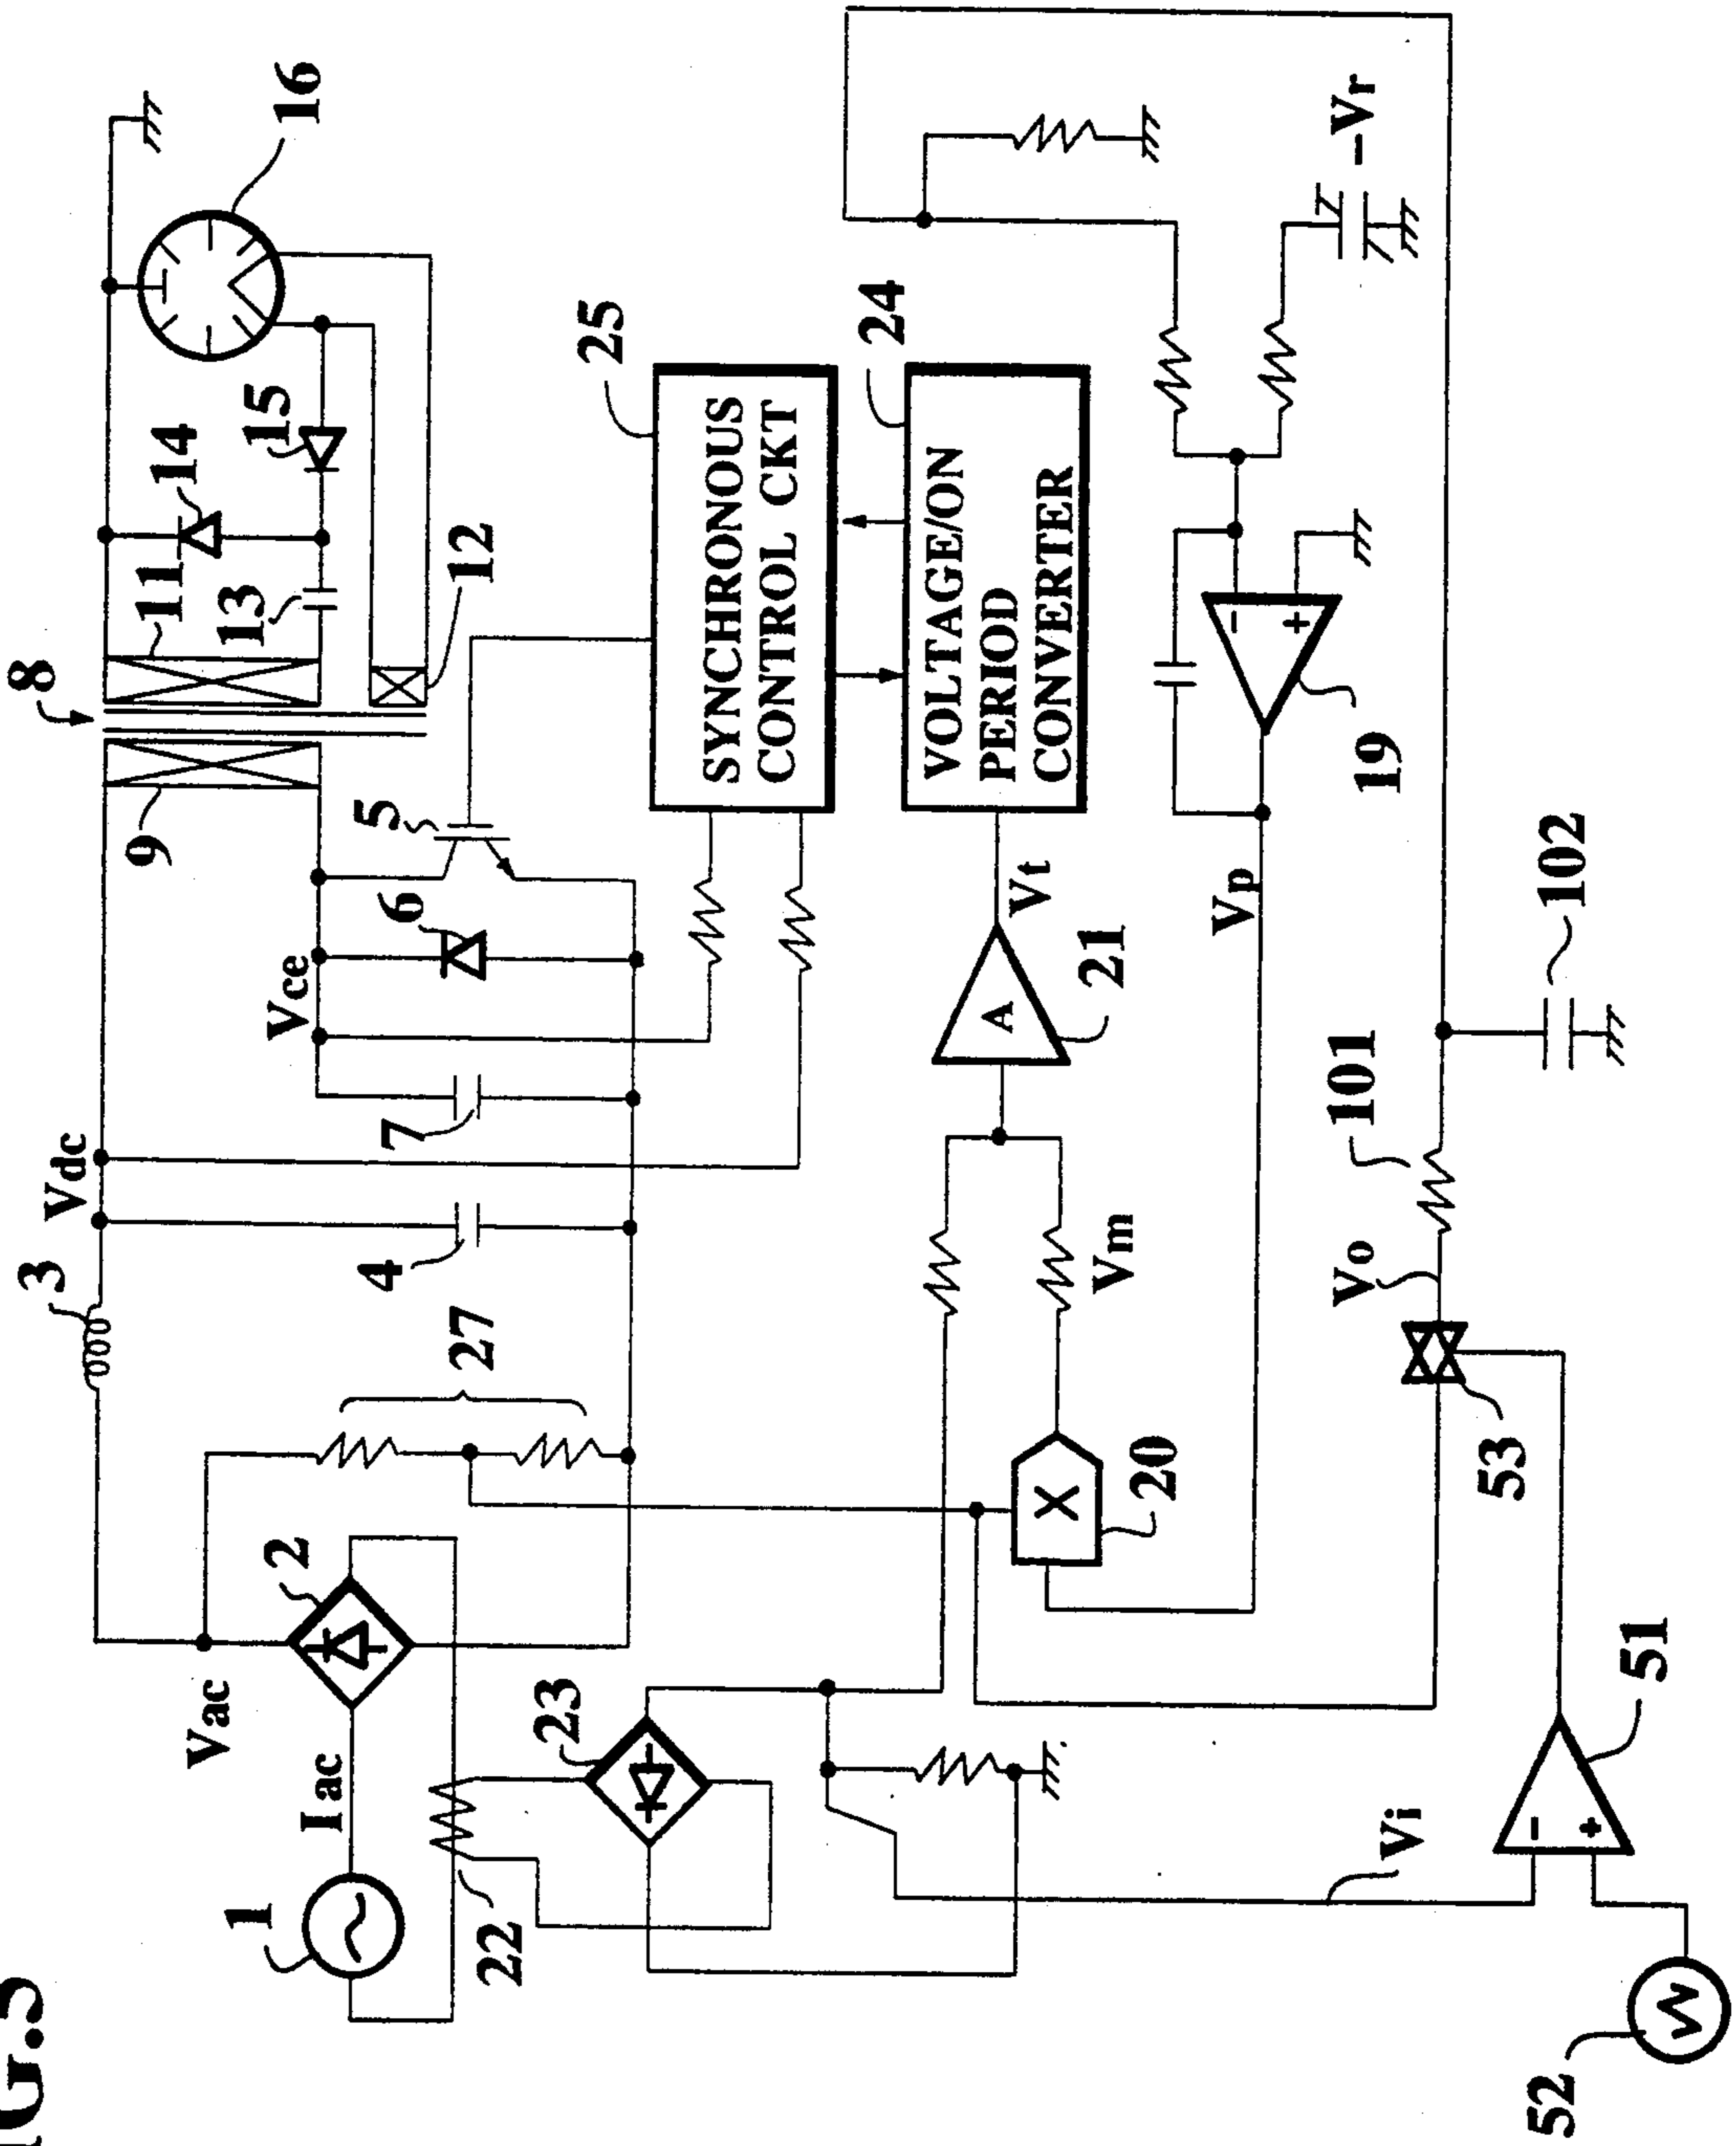 IG.5
8
3
Vdc
11
14
16
9
13
15
Vac
2
Vce
6
5
12
Iac
1
27
4
7
25
22
23
SYNCHRONOUS
CONTROL CKT
24
VOLTAGE/ON
PERIOD
CONVERTER
A
Vt
21
X
20
Vm
Vp
-
+
19
-Vr
Vi
Vo
101
53
102
-
+
51
52